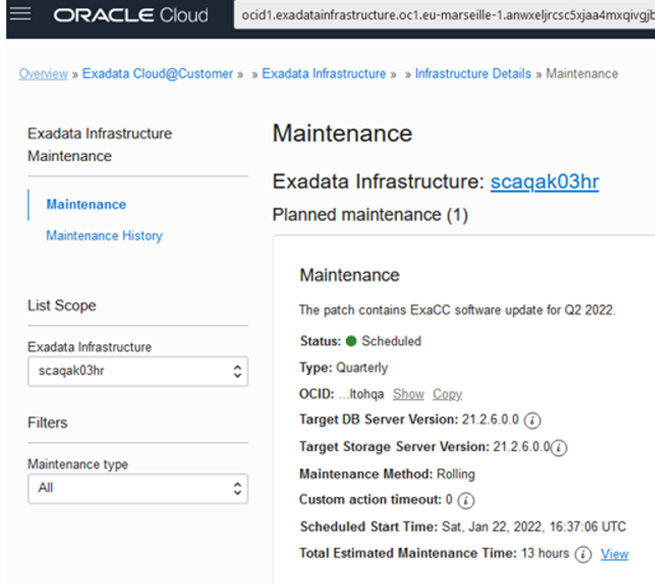 ORACLE Cloud
ocid1.exadatainfrastructure.oc1.eu-marseille-1.anwxeljrcsc5xjaa4mxqivgjb
Overview » Exadata Cloud@Customer » » Exadata Infrastructure » » Infrastructure Details » Maintenance
Exadata Infrastructure
Maintenance
Maintenance
Maintenance History
List Scope
Exadata Infrastructure
scaqak03hr
Filters
Maintenance type
All
Maintenance
Exadata Infrastructure: scaqak03hr
Planned maintenance (1)
Maintenance
The patch contains ExaCC software update for Q2 2022.
Status: Scheduled
Type: Quarterly
OCID: ...ltohqa Show Copy
Target DB Server Version: 21.2.6.0.0 i
Target Storage Server Version: 21.2.6.0.0 i
Maintenance Method: Rolling
Custom action timeout: 0 i
Scheduled Start Time: Sat, Jan 22, 2022, 16:37:06 UTC
Total Estimated Maintenance Time: 13 hours i View